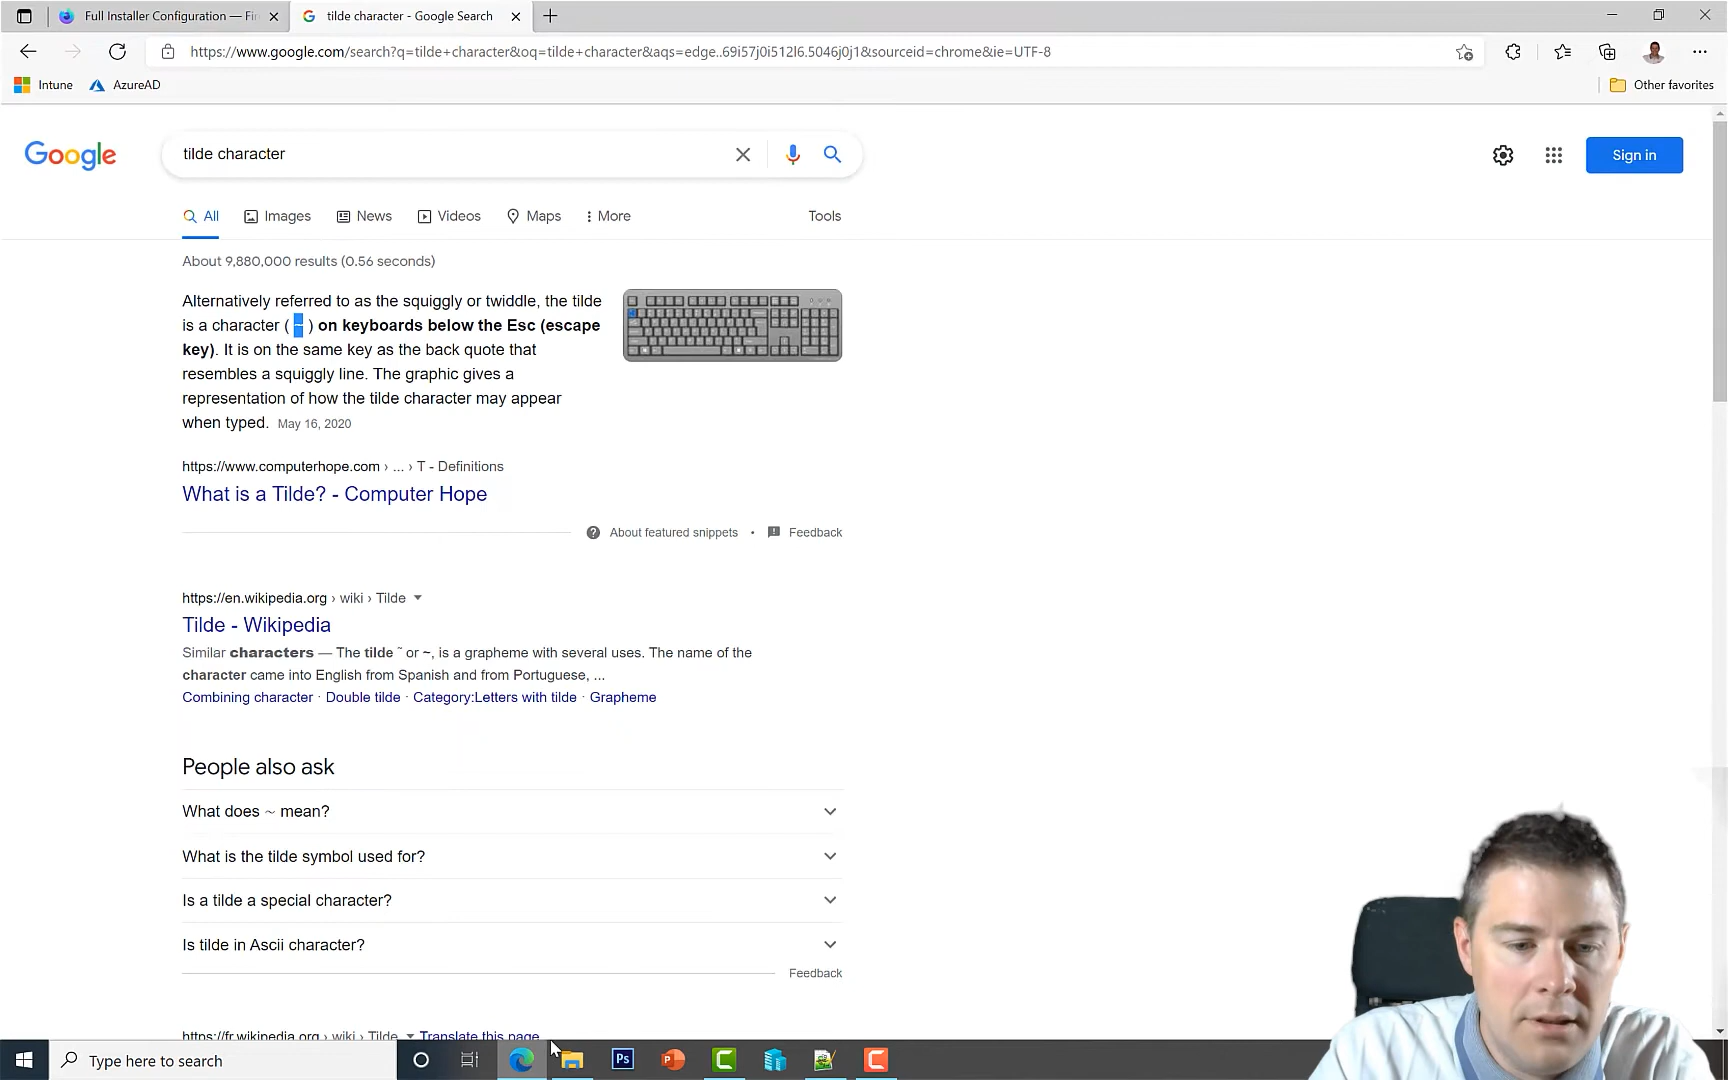 Full Installer Configuration — Fi
tilde character - Google Search
https://www.google.com/search?q=tilde+character&oq=tilde+character&aqs=edge..69i57j0i512l6.5046j0j1&sourceid=chrome&ie=UTF-8
Intune
AzureAD
Other favorites
Google
tilde character
Sign in
All
Images
News
Videos
Maps
More
Tools
About 9,880,000 results (0.56 seconds)
Alternatively referred to as the squiggly or twiddle, the tilde
is a character ( ~ ) on keyboards below the Esc (escape
key). It is on the same key as the back quote that
resembles a squiggly line. The graphic gives a
representation of how the tilde character may appear
when typed. May 16, 2020
https://www.computerhope.com › ... › T - Definitions
What is a Tilde? - Computer Hope
About featured snippets • Feedback
https://en.wikipedia.org › wiki › Tilde
Tilde - Wikipedia
Similar characters — The tilde ˜ or ~, is a grapheme with several uses. The name of the
character came into English from Spanish and from Portuguese, ...
Combining character · Double tilde · Category:Letters with tilde · Grapheme
People also ask
What does ~ mean?
What is the tilde symbol used for?
Is a tilde a special character?
Is tilde in Ascii character?
Feedback
https://fr.wikipedia.org › wiki › Tilde Translate this page
Type here to search
Ps